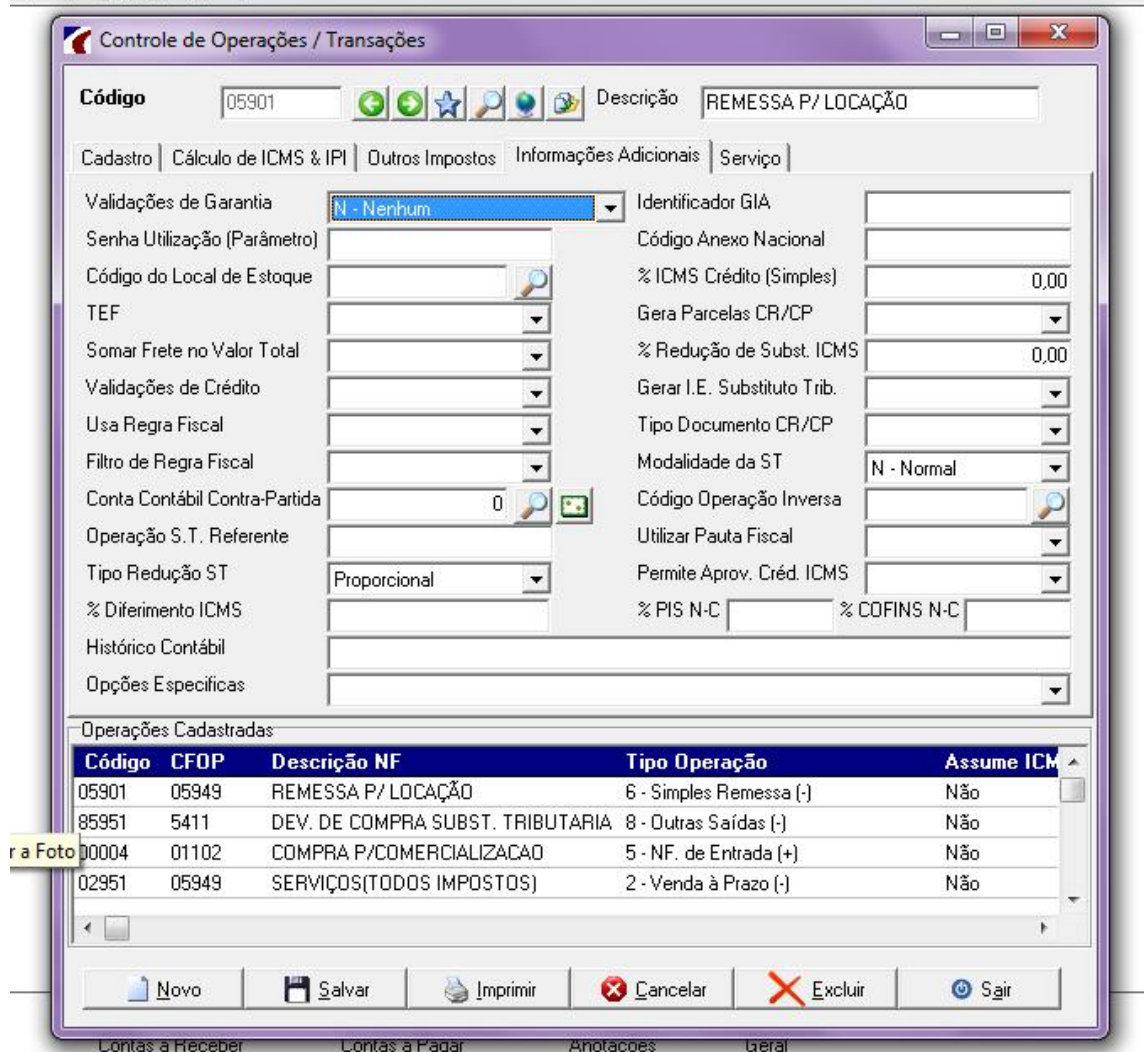 Controle de Operações / Transações
Código 05901 Descrição REMESSA P/ LOCAÇÃO
Cadastro Cálculo de ICMS & IPI Outros Impostos Informações Adicionais Serviço
Validações de Garantia N - Nenhum Identificador GIA
Senha Utilização (Parâmetro) Código Anexo Nacional
Código do Local de Estoque % ICMS Crédito (Simples) 0,00
TEF Gera Parcelas CR/CP
Somar Frete no Valor Total % Redução de Subst. ICMS 0,00
Validações de Crédito Gerar I.E. Substituto Trib.
Usa Regra Fiscal Tipo Documento CR/CP
Filtro de Regra Fiscal Modalidade da ST N - Normal
Conta Contábil Contra-Partida 0 Código Operação Inversa
Operação S.T. Referente Utilizar Pauta Fiscal
Tipo Redução ST Proporcional Permite Aprov. Créd. ICMS
% Diferimento ICMS % PIS N-C % COFINS N-C
Histórico Contábil
Opções Especificas
Operações Cadastradas
Código CFOP Descrição NF Tipo Operação Assume ICM
05901 05949 REMESSA P/ LOCAÇÃO 6 - Simples Remessa (-) Não
85951 5411 DEV. DE COMPRA SUBST. TRIBUTARIA 8 - Outras Saídas (-) Não
r a Foto 00004 01102 COMPRA P/COMERCIALIZACAO 5 - NF. de Entrada (+) Não
02951 05949 SERVIÇOS(TODOS IMPOSTOS) 2 - Venda à Prazo (-) Não
Novo Salvar Imprimir Cancelar Excluir Sair
Contas a Receber Contas a Pagar Anotações Geral